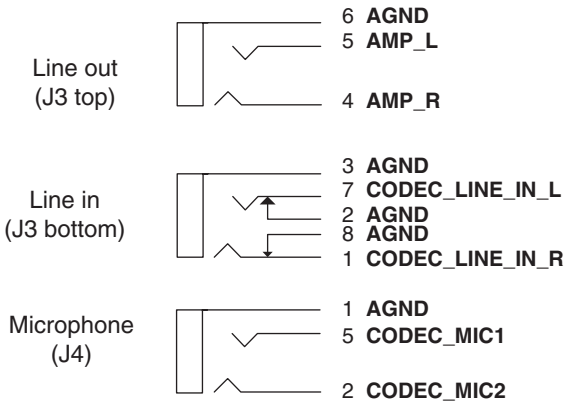 6 AGND
5 AMP_L
Line out
(J3 top)
4 AMP_R
3 AGND
7 CODEC_LINE_IN_L
Line in
(J3 bottom)
2 AGND
8 AGND
1 CODEC_LINE_IN_R
1 AGND
Microphone
(J4)
5 CODEC_MIC1
2 CODEC_MIC2